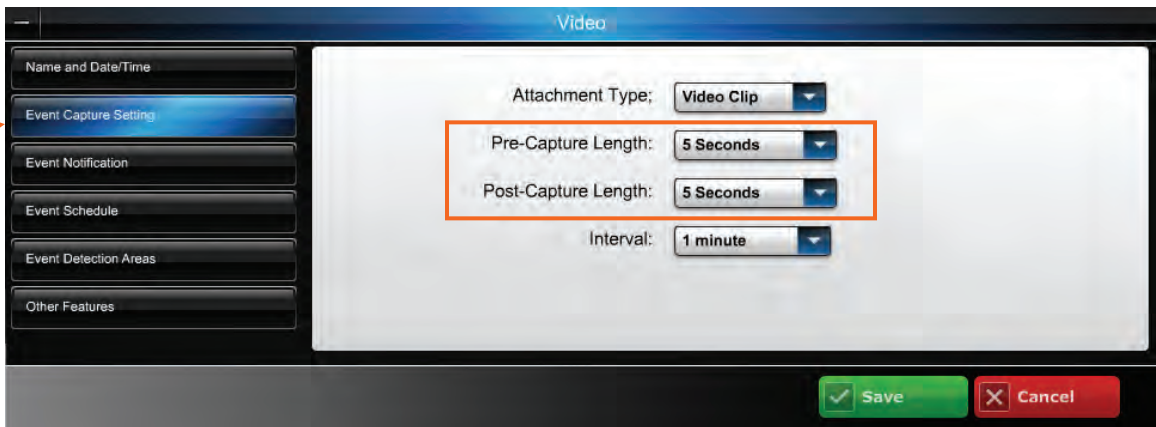 Video
Name and Date/Time
Event Capture Setting
Event Notification
Event Schedule
Event Detection Areas
Other Features
Attachment Type: Video Clip
Pre-Capture Length: 5 Seconds
Post-Capture Length: 5 Seconds
Interval: 1 minute
Save
Cancel